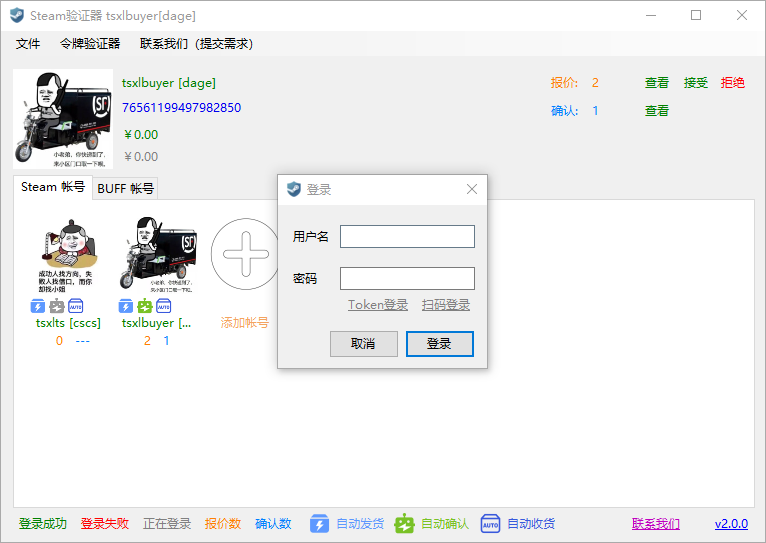 Steam验证器 tsxlbuyer[dage]
文件 令牌验证器 联系我们（提交需求）
tsxlbuyer [dage]
76561199497982850
￥0.00
￥0.00
小老弟，你快递到了，
来小区门口取一下喔。
报价: 2 查看 接受 拒绝
确认: 1 查看
Steam 帐号 BUFF 帐号
成功人找方向、失
败人找借口，而你
却找小姐
AUTO
tsxlts [cscs]
0 ---
小老弟，你快递到了，
来小区门口取一下喔。
AUTO
tsxlbuyer [...
2 1
添加帐号
登录
用户名
密码
Token登录 扫码登录
取消 登录
登录成功 登录失败 正在登录 报价数 确认数 自动发货 自动确认 AUTO 自动收货 联系我们 v2.0.0